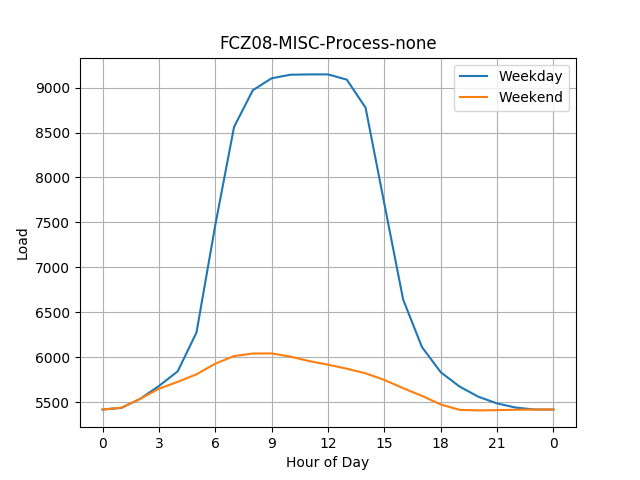 FCZ08-MISC-Process-none
Weekday
Weekend
9000
8500
8000
7500
7000
6500
6000
5500
Load
0 3 6 9 12 15 18 21 0
Hour of Day